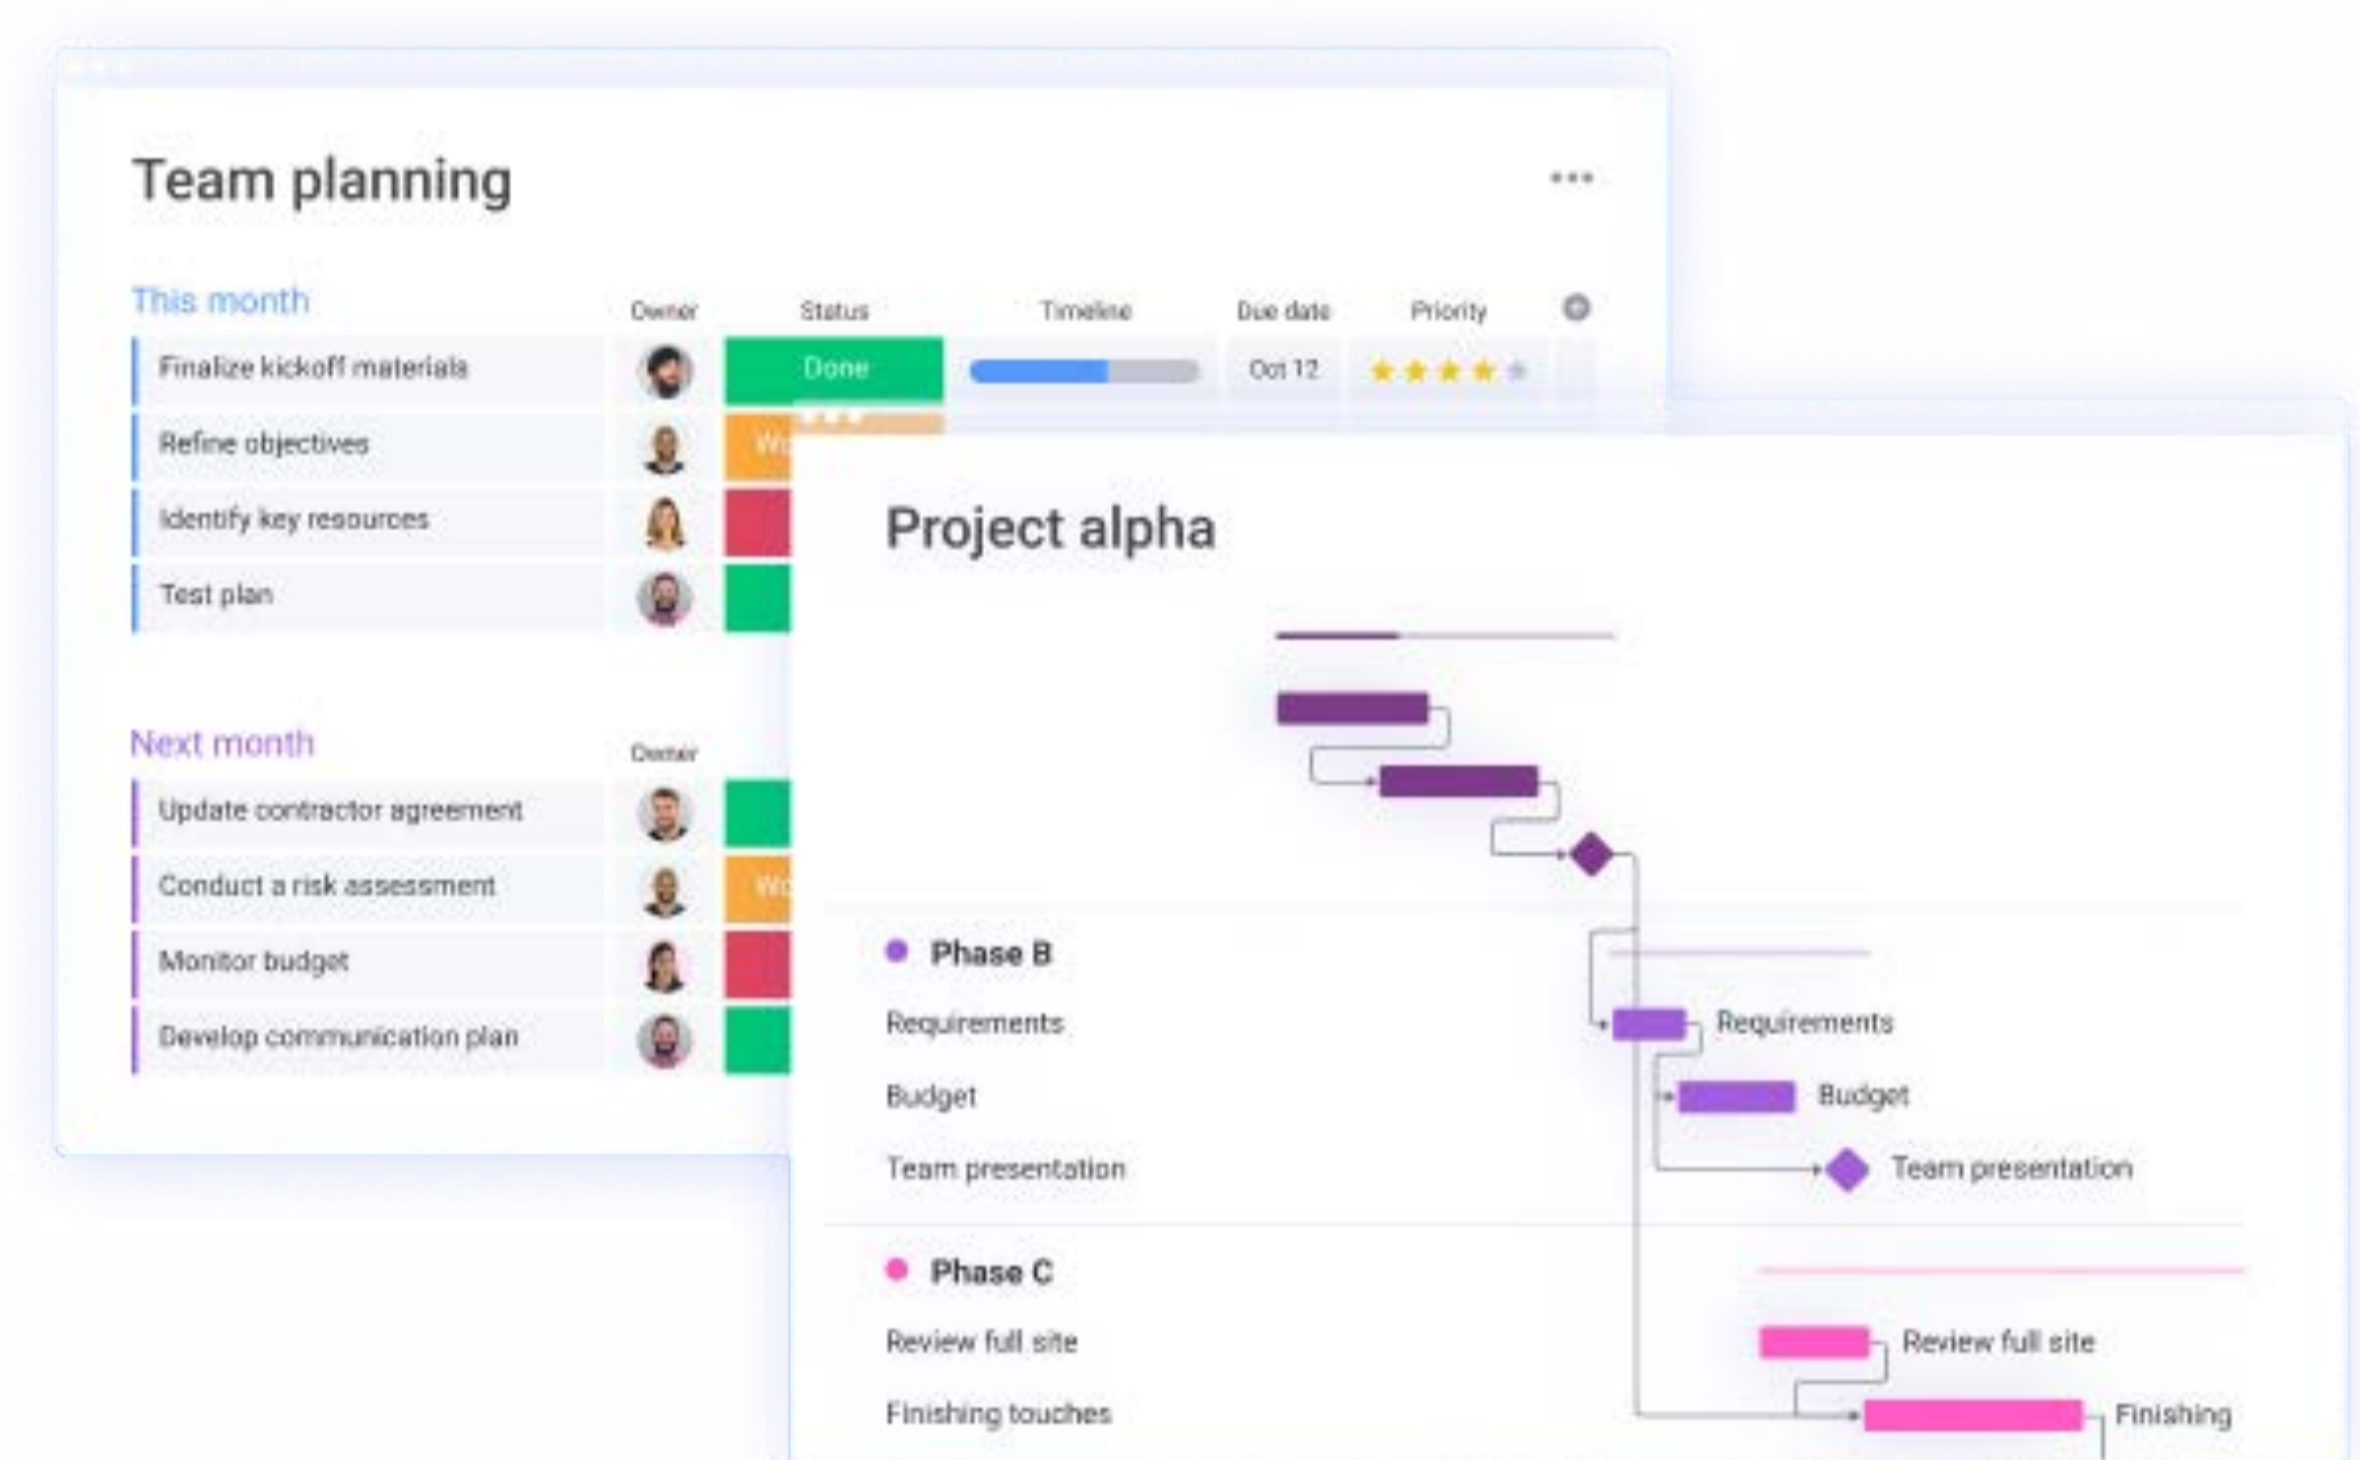 Team planning
This month
Owner Status Timeline Due date Priority
Finalize kickoff materials Done Oct 12
Refine objectives Wo
Identify key resources
Test plan
Next month
Owner
Update contractor agreement
Conduct a risk assessment Wo
Monitor budget
Develop communication plan
Project alpha
Phase B
Requirements Requirements
Budget Budget
Team presentation Team presentation
Phase C
Review full site Review full site
Finishing touches Finishing